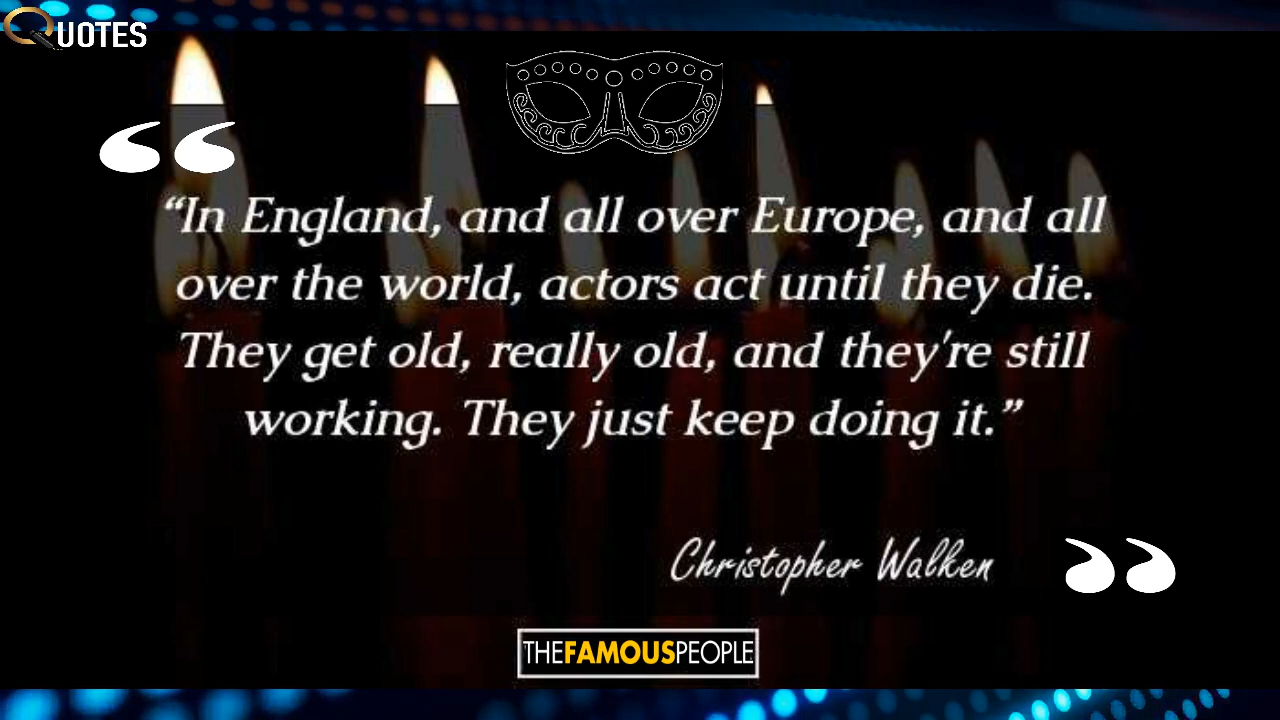 QUOTES
“In England, and all over Europe, and all
over the world, actors act until they die.
They get old, really old, and they're still
working. They just keep doing it.”
Christopher Walken
THEFAMOUSPEOPLE